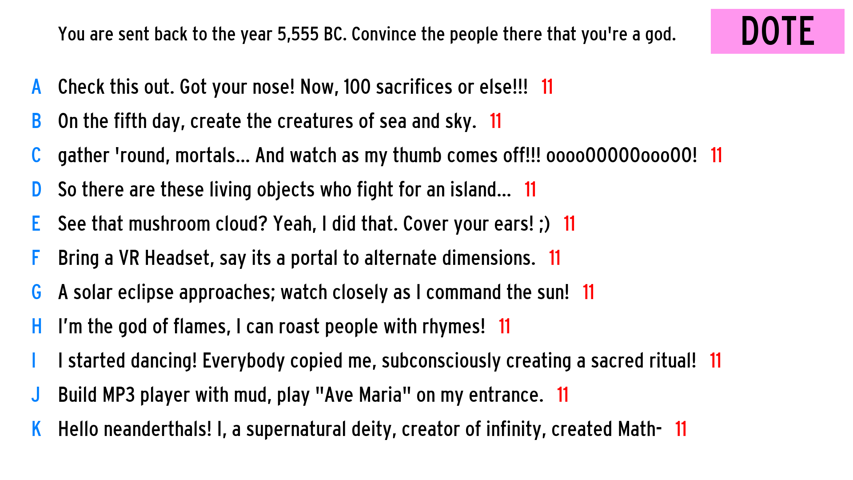 You are sent back to the year 5,555 BC. Convince the people there that you're a god.
DOTE
A Check this out. Got your nose! Now, 100 sacrifices or else!!! 11
B On the fifth day, create the creatures of sea and sky. 11
C gather 'round, mortals... And watch as my thumb comes off!!! oooo00000ooo00! 11
D So there are these living objects who fight for an island... 11
E See that mushroom cloud? Yeah, I did that. Cover your ears! ;) 11
F Bring a VR Headset, say its a portal to alternate dimensions. 11
G A solar eclipse approaches; watch closely as I command the sun! 11
H I’m the god of flames, I can roast people with rhymes! 11
I I started dancing! Everybody copied me, subconsciously creating a sacred ritual! 11
J Build MP3 player with mud, play "Ave Maria" on my entrance. 11
K Hello neanderthals! I, a supernatural deity, creator of infinity, created Math- 11